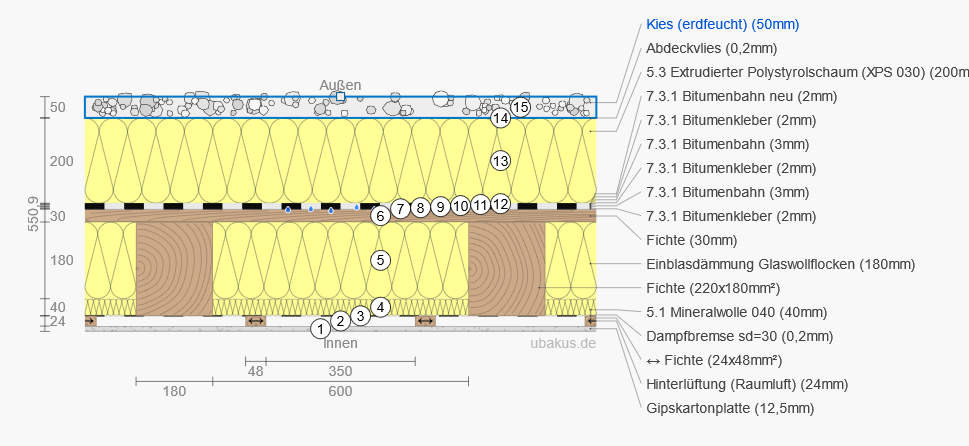 Kies (erdfeucht) (50mm)
Abdeckvlies (0,2mm)
5.3 Extrudierter Polystyrolschaum (XPS 030) (200m
7.3.1 Bitumenbahn neu (2mm)
7.3.1 Bitumenkleber (2mm)
7.3.1 Bitumenbahn (3mm)
7.3.1 Bitumenkleber (2mm)
7.3.1 Bitumenbahn (3mm)
7.3.1 Bitumenkleber (2mm)
Fichte (30mm)
Einblasdämmung Glaswollflocken (180mm)
Fichte (220x180mm²)
5.1 Mineralwolle 040 (40mm)
Dampfbremse sd=30 (0,2mm)
↔ Fichte (24x48mm²)
Hinterlüftung (Raumluft) (24mm)
Gipskartonplatte (12,5mm)
Außen
50
200
550,9
30
180
40
24
15
14
13
12
11
10
9
8
7
6
5
4
3
2
1
Innen
ubakus.de
48
350
180
600